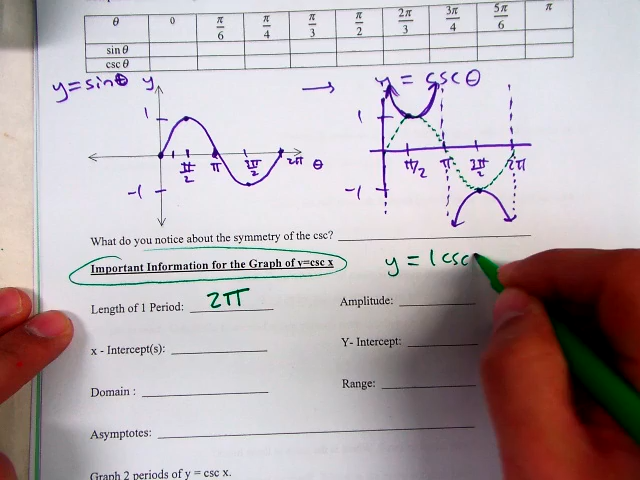 θ 0 π/6 π/4 π/3 π/2 2π/3 3π/4 5π/6 π
sin θ
csc θ
y = sinθ y → y = cscθ
1 1
π/2 π 2π/2 2π θ π/2 π 2π/2 2π
-1 -1
What do you notice about the symmetry of the csc?
Important Information for the Graph of y=csc x
y = 1 csc
Length of 1 Period: 2π Amplitude:
x - Intercept(s): Y- Intercept:
Domain : Range:
Asymptotes:
Graph 2 periods of y = csc x.